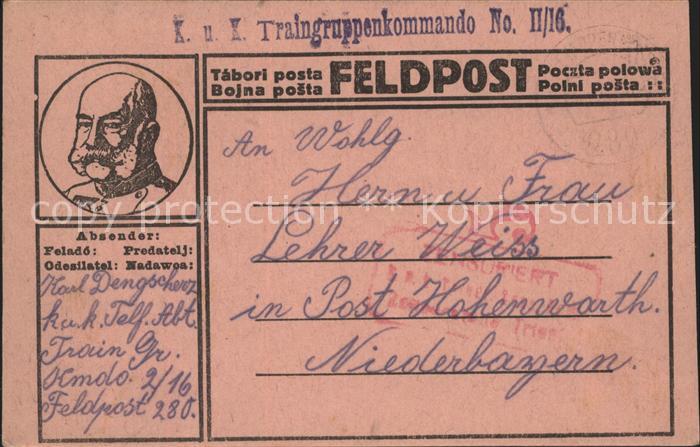 K. u. K. Traingruppenkommando No. II/16.
Tábori posta
Bojna pošta
FELDPOST
Poczta polowa
Polni pošta ::
An Wohlg.
Herrn u Frau
Lehrer Weiss
in Post Hohenwarth.
Niederbayern.
ZENSURIERT
Absender:
Feladó: Predatelj:
Odesilatel: Nadawca:
Karl Dengscherz
k.u.k. Telf. Abt.
Train Gr.
Kmdo. 2/16
Feldpost 280.
copy protection ** Kopierschutz